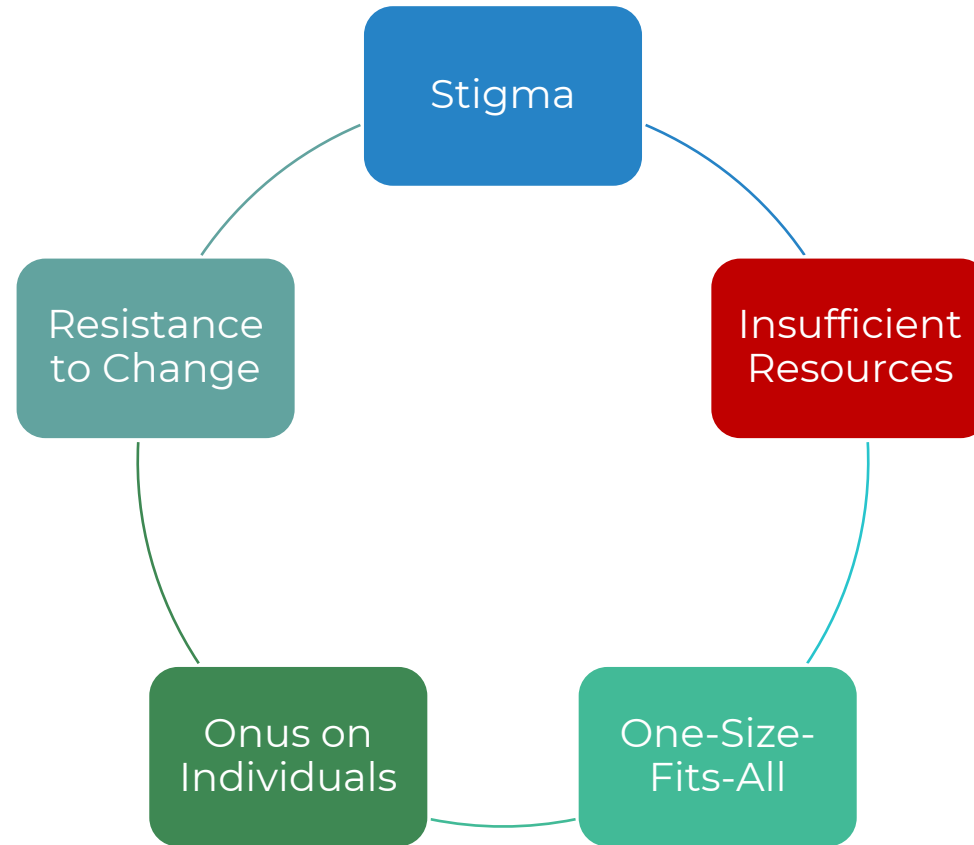 Stigma
Insufficient
Resources
One-Size-
Fits-All
Onus on
Individuals
Resistance
to Change